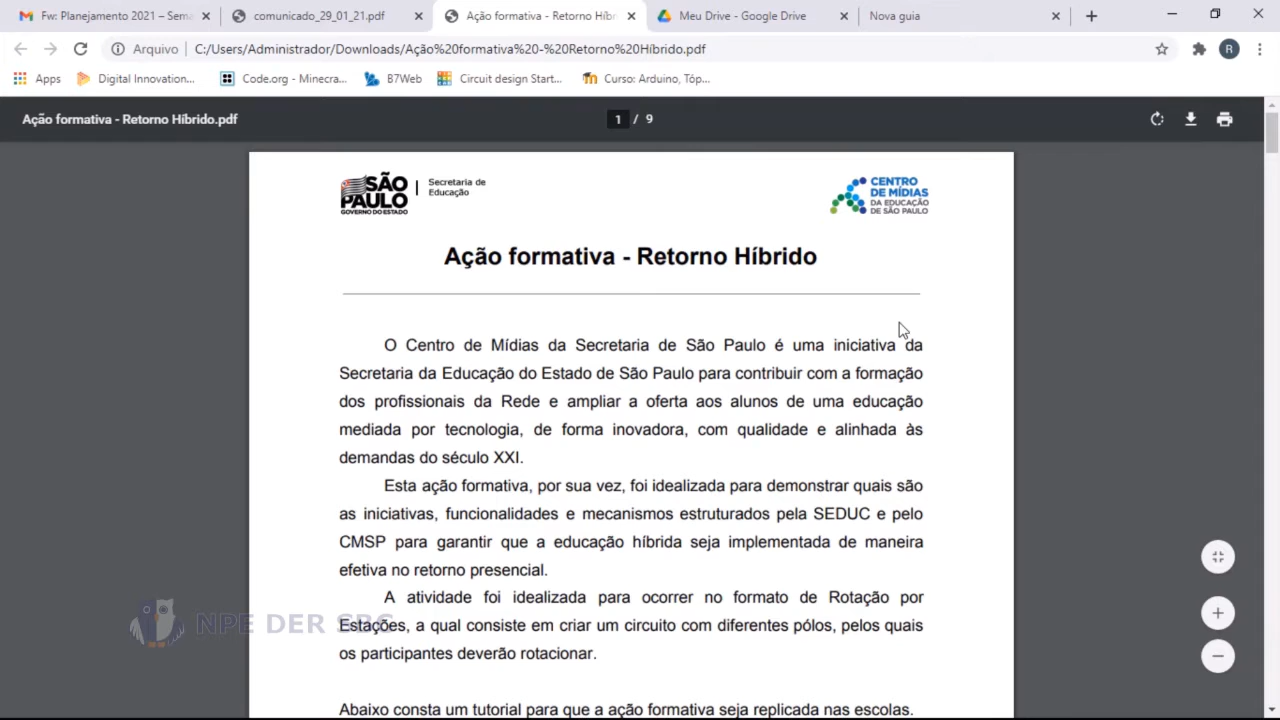 Fw: Planejamento 2021 – Sema
comunicado_29_01_21.pdf
Ação formativa - Retorno Híbr
Meu Drive - Google Drive
Nova guia
Arquivo
C:/Users/Administrador/Downloads/Ação%20formativa%20-%20Retorno%20Híbrido.pdf
R
Apps
Digital Innovation...
Code.org - Minecra...
B7Web
Circuit design Start...
Curso: Arduino, Tóp...
Ação formativa - Retorno Híbrido.pdf
1 / 9
SÃO PAULO
GOVERNO DO ESTADO
Secretaria de
Educação
CENTRO
DE MÍDIAS
DA EDUCAÇÃO
DE SÃO PAULO
Ação formativa - Retorno Híbrido
O Centro de Mídias da Secretaria de São Paulo é uma iniciativa da
Secretaria da Educação do Estado de São Paulo para contribuir com a formação
dos profissionais da Rede e ampliar a oferta aos alunos de uma educação
mediada por tecnologia, de forma inovadora, com qualidade e alinhada às
demandas do século XXI.
Esta ação formativa, por sua vez, foi idealizada para demonstrar quais são
as iniciativas, funcionalidades e mecanismos estruturados pela SEDUC e pelo
CMSP para garantir que a educação híbrida seja implementada de maneira
efetiva no retorno presencial.
A atividade foi idealizada para ocorrer no formato de Rotação por
Estações, a qual consiste em criar um circuito com diferentes pólos, pelos quais
os participantes deverão rotacionar.
Abaixo consta um tutorial para que a ação formativa seja replicada nas escolas.
NPE DER SBC